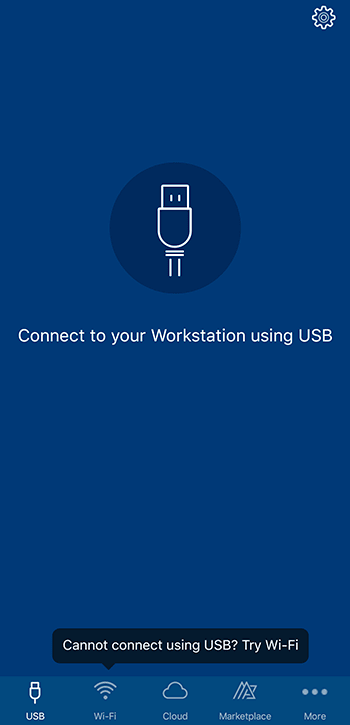 Connect to your Workstation using USB
Cannot connect using USB? Try Wi-Fi
USB
Wi-Fi
Cloud
Marketplace
More